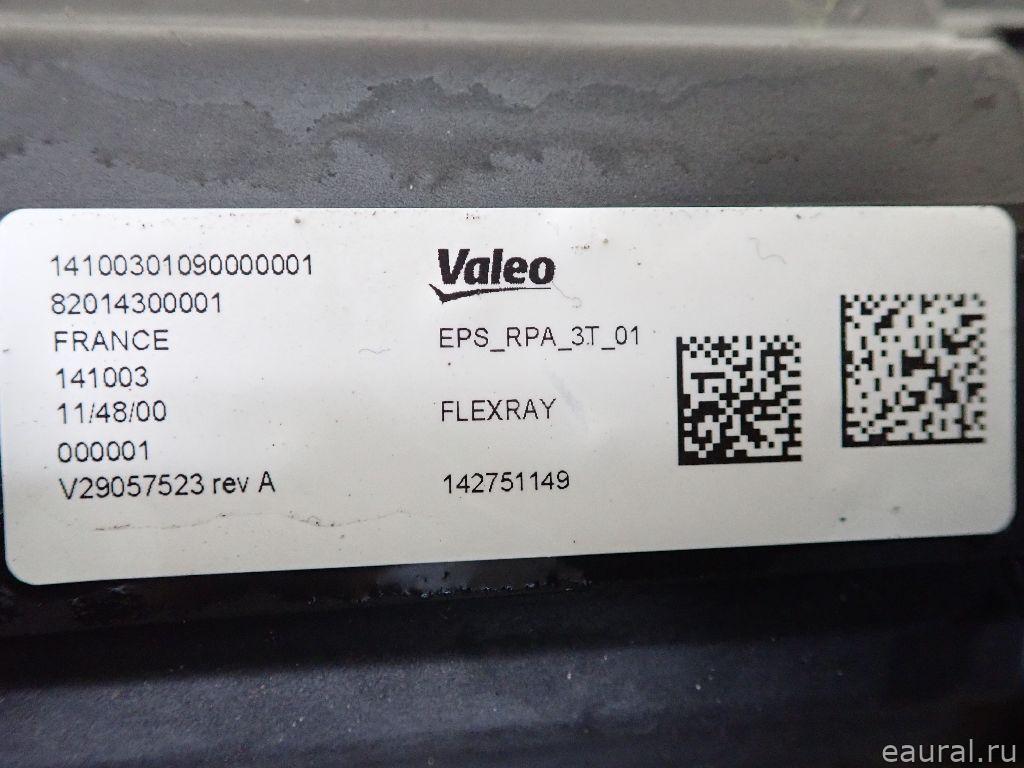 14100301090000001
82014300001
FRANCE
141003
11/48/00
000001
V29057523 rev A
Valeo
EPS_RPA_3T_01
FLEXRAY
142751149
eaural.ru